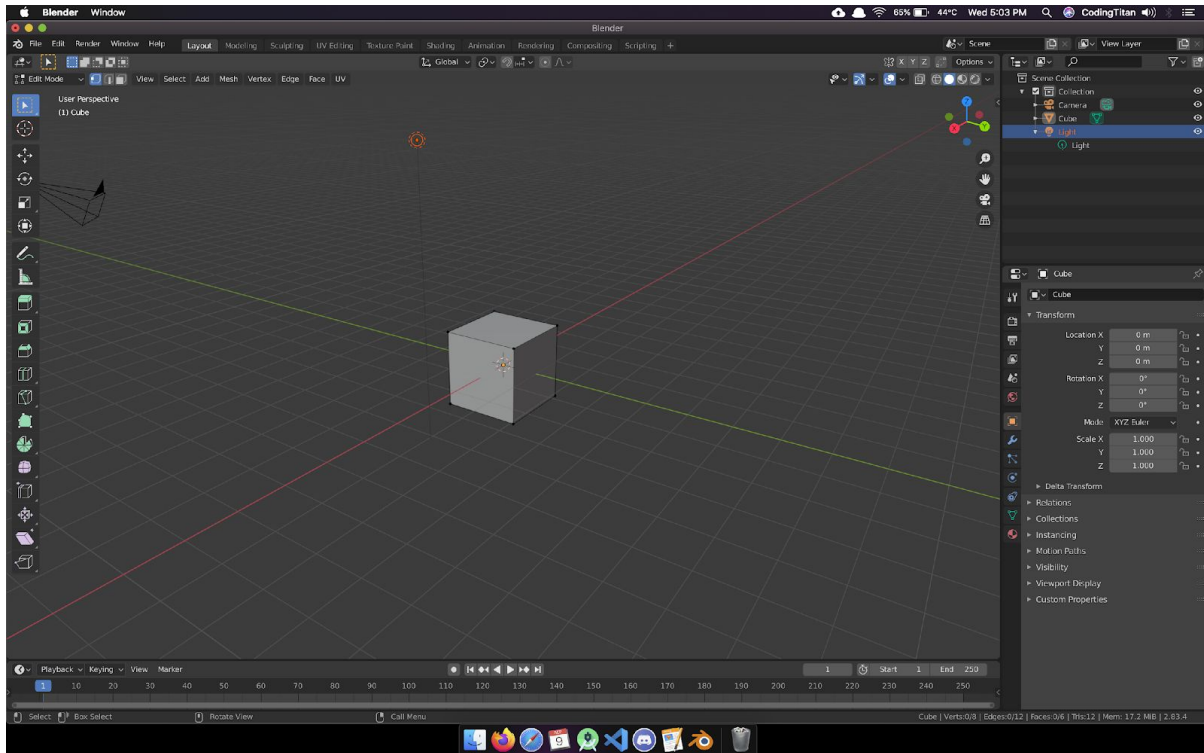 Blender Window 65% 44°C Wed 5:03 PM CodingTitan
Blender
File Edit Render Window Help Layout Modeling Sculpting UV Editing Texture Paint Shading Animation Rendering Compositing Scripting + Scene View Layer
Global X Y Z Options
Edit Mode View Select Add Mesh Vertex Edge Face UV
User Perspective
(1) Cube
Z
Y
X
Scene Collection
Collection
Camera
Cube
Light
Light
Cube
Cube
Transform
Location X 0 m
Y 0 m
Z 0 m
Rotation X 0°
Y 0°
Z 0°
Mode XYZ Euler
Scale X 1.000
Y 1.000
Z 1.000
Delta Transform
Relations
Collections
Instancing
Motion Paths
Visibility
Viewport Display
Custom Properties
Playback Keying View Marker 1 Start 1 End 250
1 10 20 30 40 50 60 70 80 90 100 110 120 130 140 150 160 170 180 190 200 210 220 230 240 250
Select Box Select Rotate View Call Menu Cube | Verts:0/8 | Edges:0/12 | Faces:0/6 | Tris:12 | Mem: 17.2 MiB | 2.83.4
9